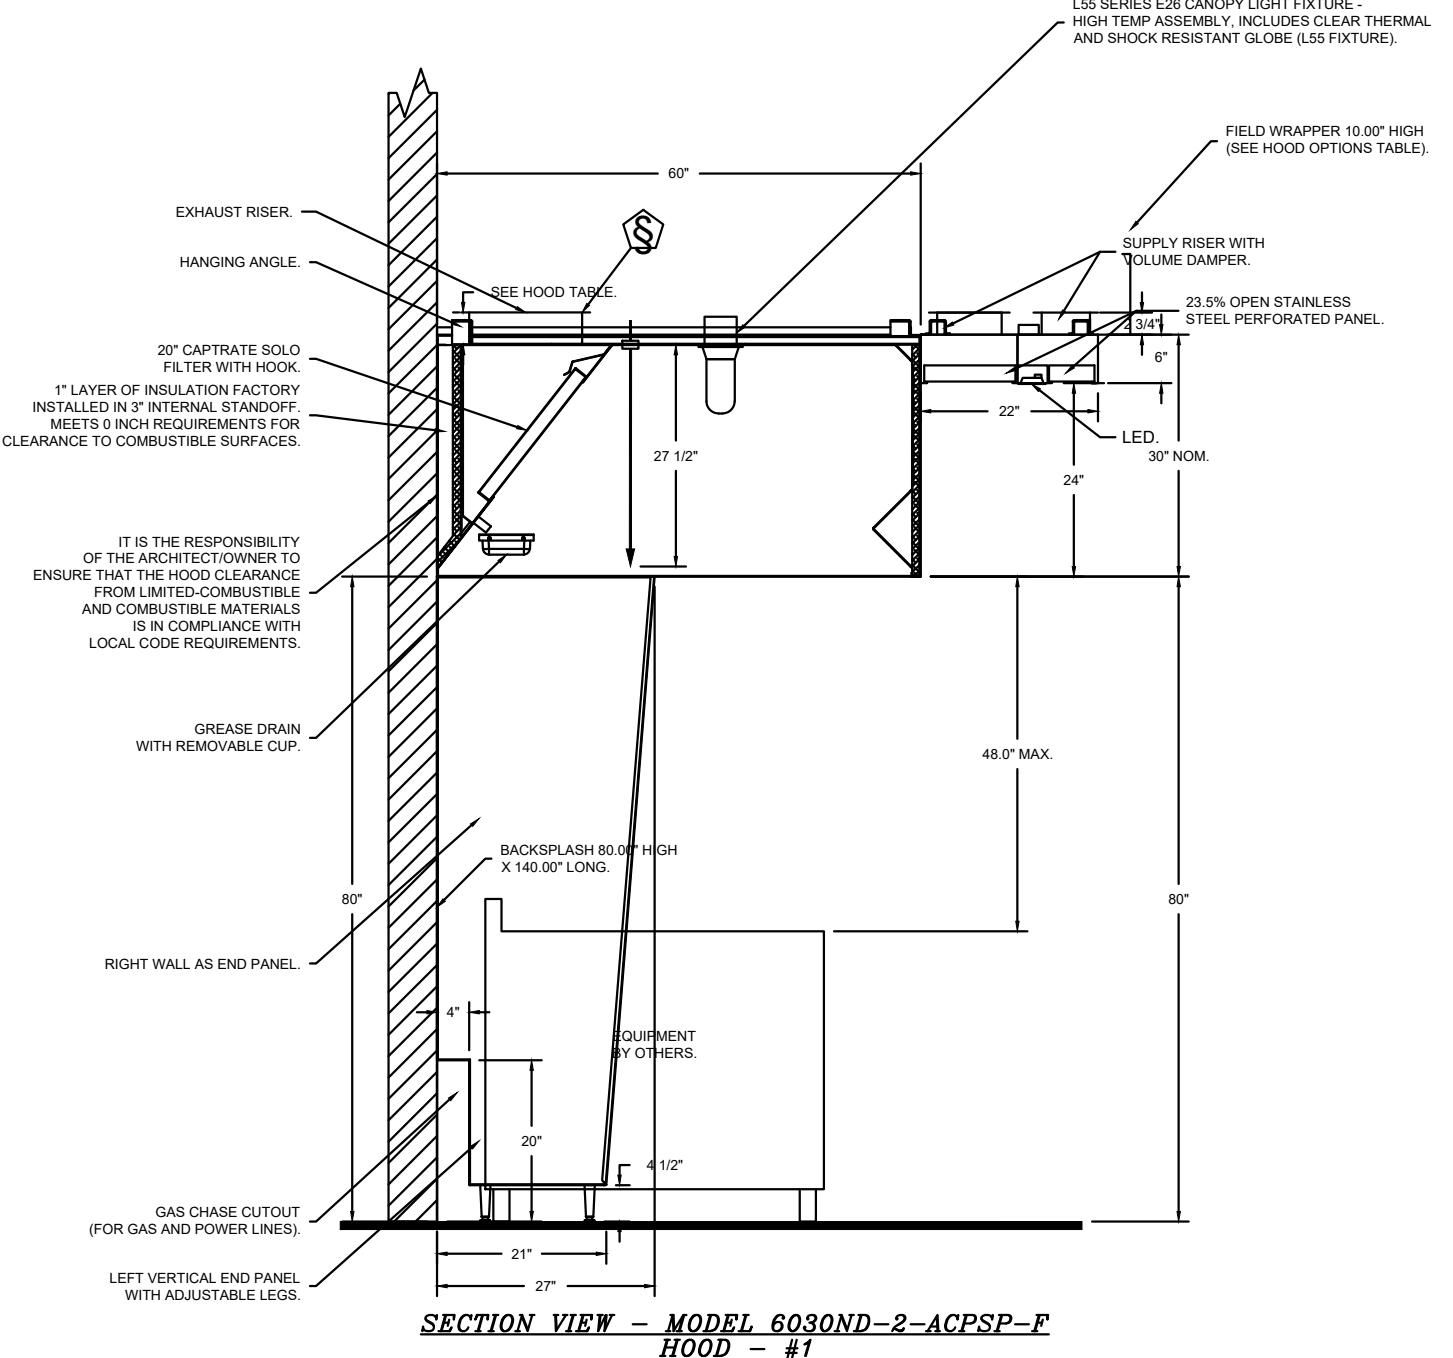 L55 SERIES E26 CANOPY LIGHT FIXTURE -
HIGH TEMP ASSEMBLY, INCLUDES CLEAR THERMAL
AND SHOCK RESISTANT GLOBE (L55 FIXTURE).
FIELD WRAPPER 10.00" HIGH
(SEE HOOD OPTIONS TABLE).
60"
EXHAUST RISER.
§
SUPPLY RISER WITH
VOLUME DAMPER.
HANGING ANGLE.
SEE HOOD TABLE.
23.5% OPEN STAINLESS
STEEL PERFORATED PANEL.
2 3/4"
6"
20" CAPTRATE SOLO
FILTER WITH HOOK.
1" LAYER OF INSULATION FACTORY
INSTALLED IN 3" INTERNAL STANDOFF.
MEETS 0 INCH REQUIREMENTS FOR
CLEARANCE TO COMBUSTIBLE SURFACES.
22"
LED.
27 1/2"
30" NOM.
24"
IT IS THE RESPONSIBILITY
OF THE ARCHITECT/OWNER TO
ENSURE THAT THE HOOD CLEARANCE
FROM LIMITED-COMBUSTIBLE
AND COMBUSTIBLE MATERIALS
IS IN COMPLIANCE WITH
LOCAL CODE REQUIREMENTS.
GREASE DRAIN
WITH REMOVABLE CUP.
48.0" MAX.
BACKSPLASH 80.00" HIGH
X 140.00" LONG.
80"
80"
RIGHT WALL AS END PANEL.
4"
EQUIPMENT
BY OTHERS.
20"
4 1/2"
GAS CHASE CUTOUT
(FOR GAS AND POWER LINES).
21"
LEFT VERTICAL END PANEL
WITH ADJUSTABLE LEGS.
27"
SECTION VIEW - MODEL 6030ND-2-ACPSP-F
HOOD - #1